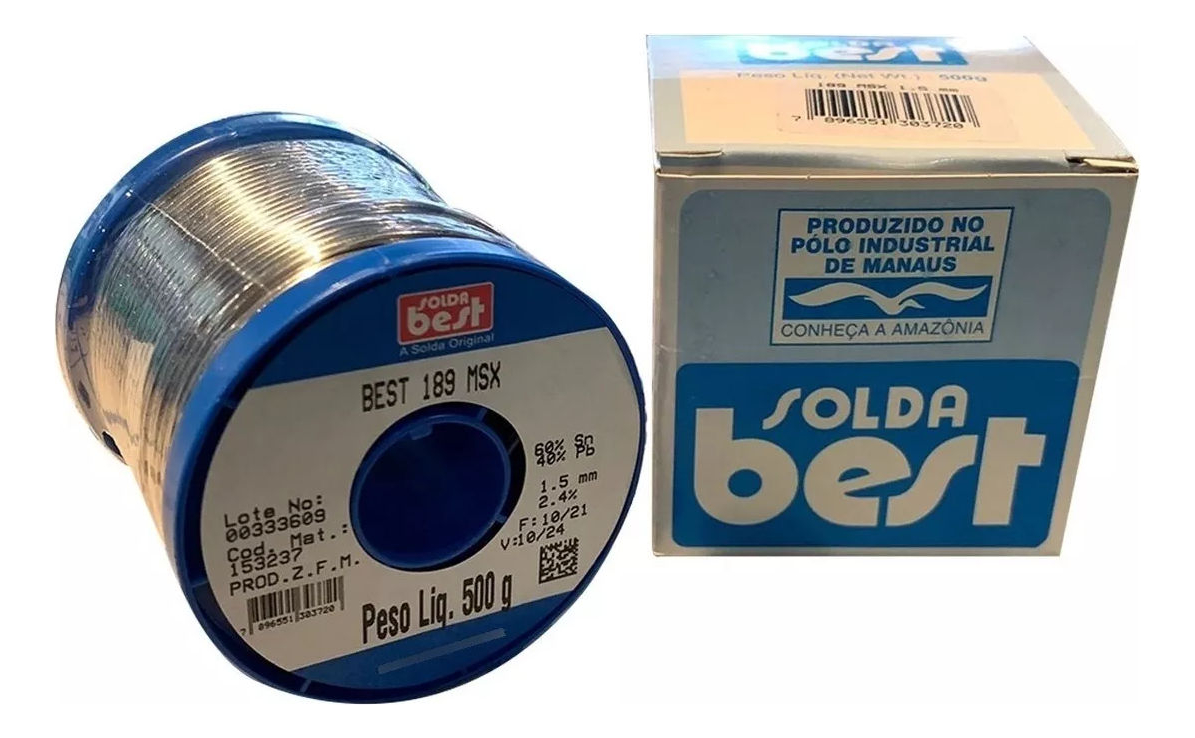 SOLDA
best
A Solda Original
BEST 189 MSX
60% Sn
40% Pb
1.5 mm
2.4%
F:10/21
V:10/24
Lote No:
00333609
Cod. Mat.:
153237
PROD.Z.F.M.
7 896551 303720
Peso Liq. 500 g
SOLDA
best
Peso Líq. (Net Wt.) 500g
189 MSX 1.5 mm
7 896551 303720
PRODUZIDO NO
PÓLO INDUSTRIAL
DE MANAUS
CONHEÇA A AMAZÔNIA
SOLDA
best